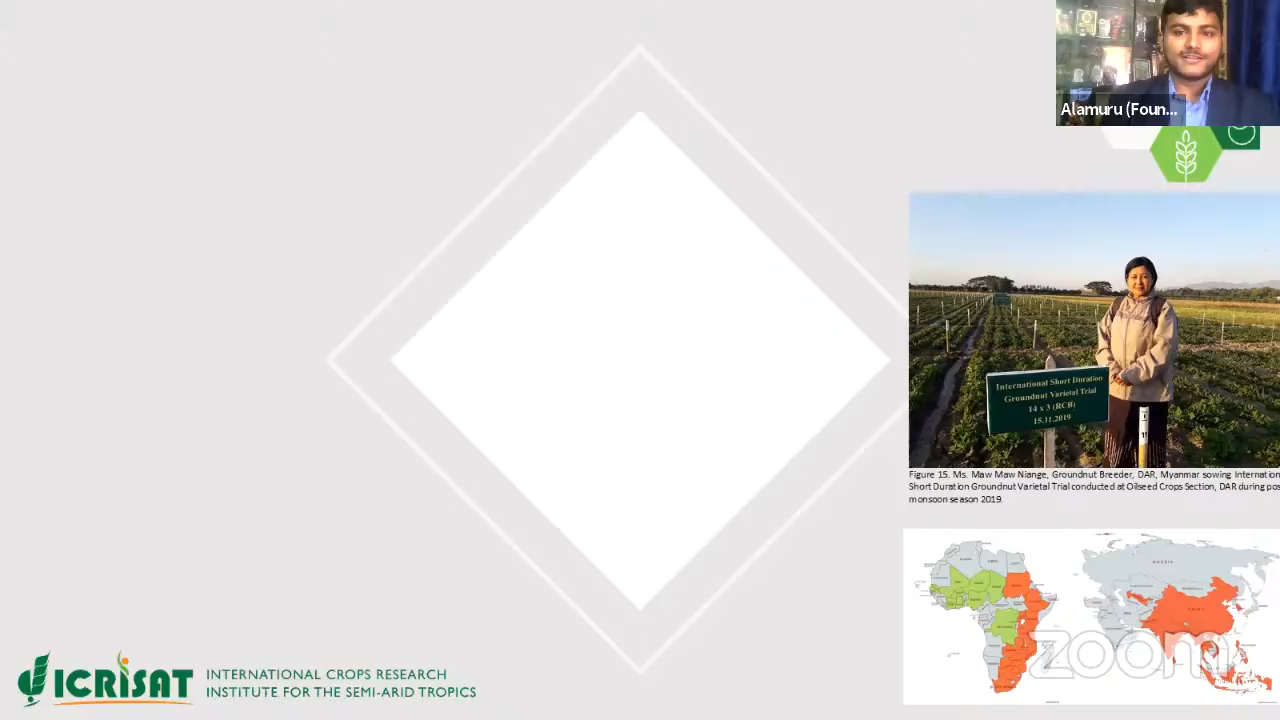 Alamuru (Foun...
International Short Duration
Groundnut Varietal Trial
14 x 3 (RCB)
15.11.2019
Figure 15. Ms. Maw Maw Niange, Groundnut Breeder, DAR, Myanmar sowing Internation
Short Duration Groundnut Varietal Trial conducted at Oilseed Crops Section, DAR during pos
monsoon season 2019.
RUSSIA
CHINA
zoom
ICRISAT
INTERNATIONAL CROPS RESEARCH
INSTITUTE FOR THE SEMI-ARID TROPICS